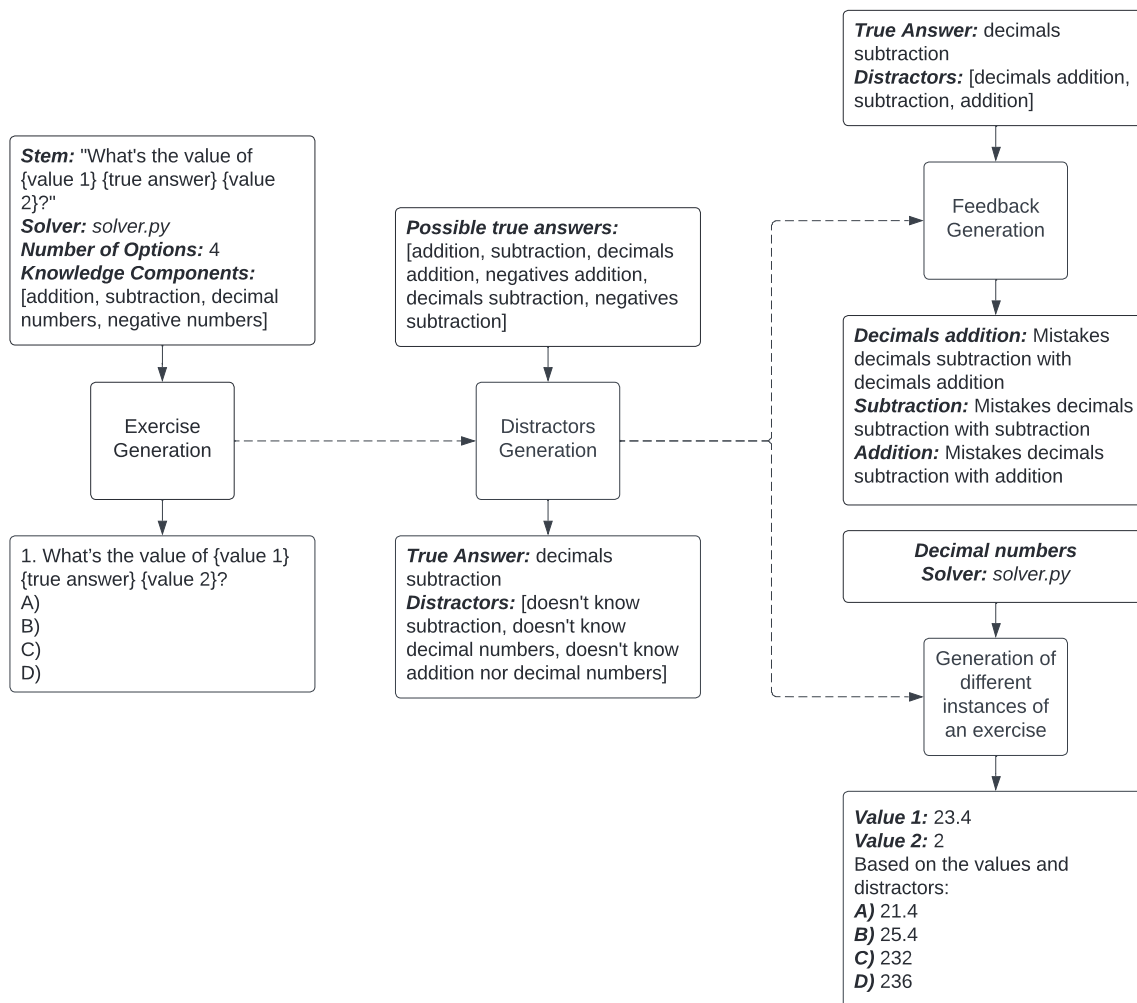 Stem: "What's the value of
{value 1} {true answer} {value
2}?"
Solver: solver.py
Number of Options: 4
Knowledge Components:
[addition, subtraction, decimal
numbers, negative numbers]
Exercise
Generation
1. What's the value of {value 1}
{true answer} {value 2}?
A)
B)
C)
D)
Possible true answers:
[addition, subtraction, decimals
addition, negatives addition,
decimals subtraction, negatives
subtraction]
Distractors
Generation
True Answer: decimals
subtraction
Distractors: [doesn't know
subtraction, doesn't know
decimal numbers, doesn't know
addition nor decimal numbers]
True Answer: decimals
subtraction
Distractors: [decimals addition,
subtraction, addition]
Feedback
Generation
Decimals addition: Mistakes
decimals subtraction with
decimals addition
Subtraction: Mistakes decimals
subtraction with subtraction
Addition: Mistakes decimals
subtraction with addition
Decimal numbers
Solver: solver.py
Generation of
different
instances of
an exercise
Value 1: 23.4
Value 2: 2
Based on the values and
distractors:
A) 21.4
B) 25.4
C) 232
D) 236